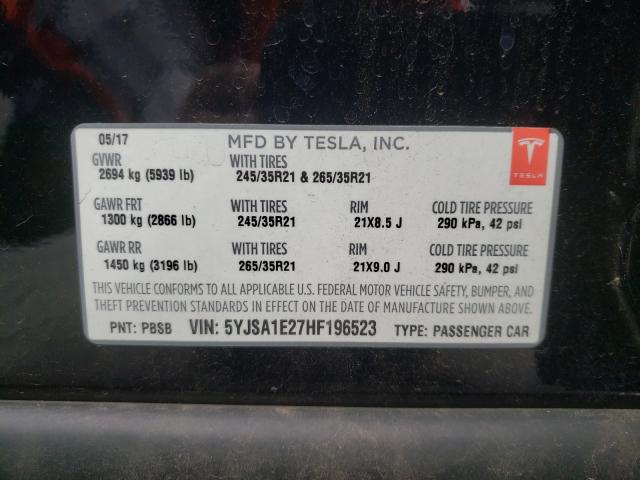 05/17 MFD BY TESLA, INC.
GVWR WITH TIRES
2694 kg (5939 lb) 245/35R21 & 265/35R21
TESLA
GAWR FRT WITH TIRES RIM COLD TIRE PRESSURE
1300 kg (2866 lb) 245/35R21 21X8.5 J 290 kPa, 42 psi
GAWR RR WITH TIRES RIM COLD TIRE PRESSURE
1450 kg (3196 lb) 265/35R21 21X9.0 J 290 kPa, 42 psi
THIS VEHICLE CONFORMS TO ALL APPLICABLE U.S. FEDERAL MOTOR VEHICLE SAFETY, BUMPER, AND
THEFT PREVENTION STANDARDS IN EFFECT ON THE DATE OF MANUFACTURE SHOWN ABOVE.
PNT: PBSB VIN: 5YJSA1E27HF196523 TYPE: PASSENGER CAR